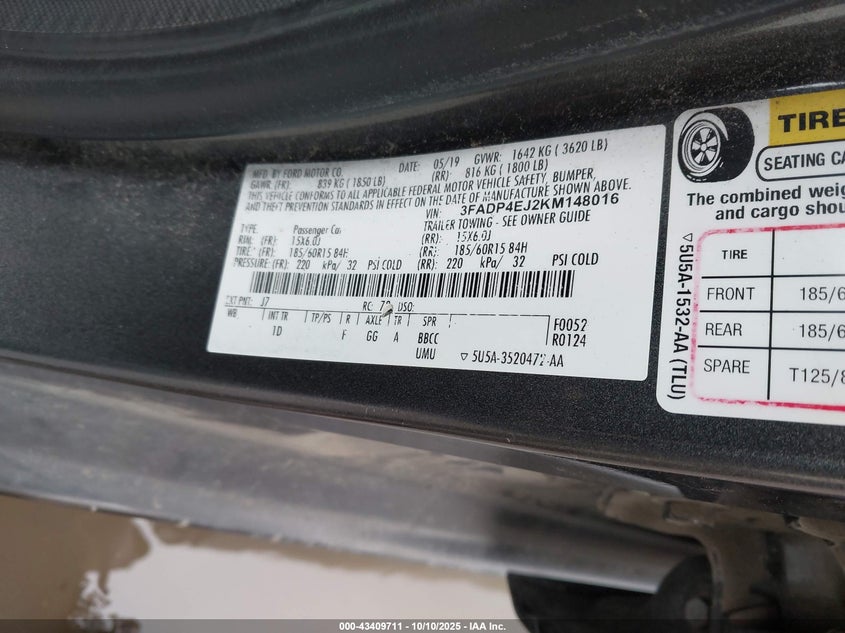 MFD. BY FORD MOTOR CO.
DATE: 05/19 GVWR: 1642 KG ( 3620 LB)
GAWR (FR): 839 KG ( 1850 LB) (RR): 816 KG ( 1800 LB)
THIS VEHICLE CONFORMS TO ALL APPLICABLE FEDERAL MOTOR VEHICLE SAFETY, BUMPER,
AND THEFT PREVENTION STANDARDS IN EFFECT ON THE DATE OF MANUFACTURE SHOWN ABOVE.
VIN: 3FADP4EJ2KM148016
TYPE: Passenger Ca TRAILER TOWING - SEE OWNER GUIDE
RIM: (FR): 15X6.0J (RR): 15X6.0J
TIRE: (FR): 185/60R15 84H (RR): 185/60R15 84H
PRESSURE: (FR): 220 kPa/ 32 PSI COLD (RR): 220 kPa/ 32 PSI COLD
EXT PNT: J7 RC: DSO:
WB INT TR TP/PS R AXLE TR SPR
1D F GG A BBCC
UMU
F0052
R0124
▽ 5U5A-3520472-AA
TIRE
SEATING CA
The combined weig
and cargo shou
TIRE
FRONT 185/6
REAR 185/6
SPARE T125/8
▽5U5A-1532-AA (TLU)
000-43409711 - 10/10/2025 - IAA Inc.